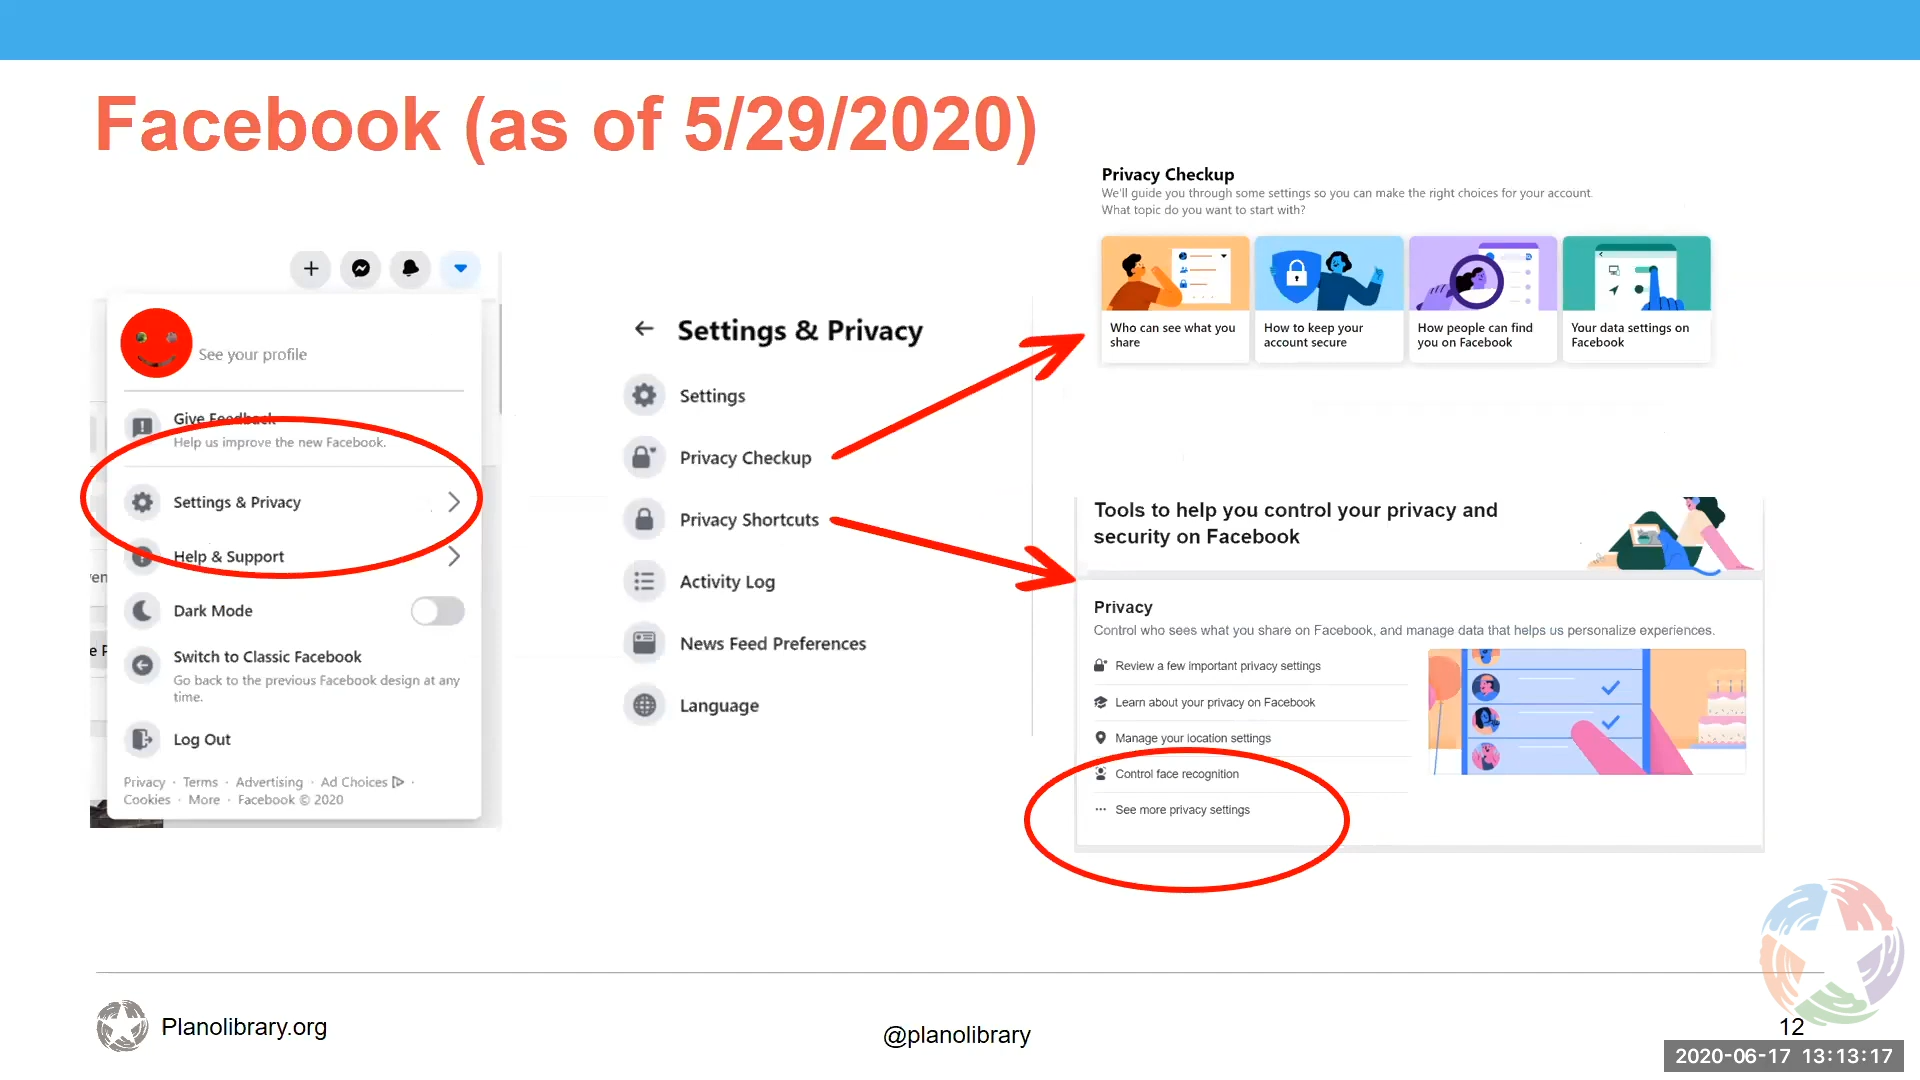 Facebook (as of 5/29/2020)
See your profile
Give Feedback
Help us improve the new Facebook.
Settings & Privacy
Help & Support
Dark Mode
Switch to Classic Facebook
Go back to the previous Facebook design at any
time.
Log Out
Privacy · Terms · Advertising · Ad Choices ·
Cookies · More · Facebook © 2020
Settings & Privacy
Settings
Privacy Checkup
Privacy Shortcuts
Activity Log
News Feed Preferences
Language
Privacy Checkup
We'll guide you through some settings so you can make the right choices for your account.
What topic do you want to start with?
Who can see what you
share
How to keep your
account secure
How people can find
you on Facebook
Your data settings on
Facebook
Tools to help you control your privacy and
security on Facebook
Privacy
Control who sees what you share on Facebook, and manage data that helps us personalize experiences.
Review a few important privacy settings
Learn about your privacy on Facebook
Manage your location settings
Control face recognition
See more privacy settings
Planolibrary.org
@planolibrary
12
2020-06-17 13:13:17